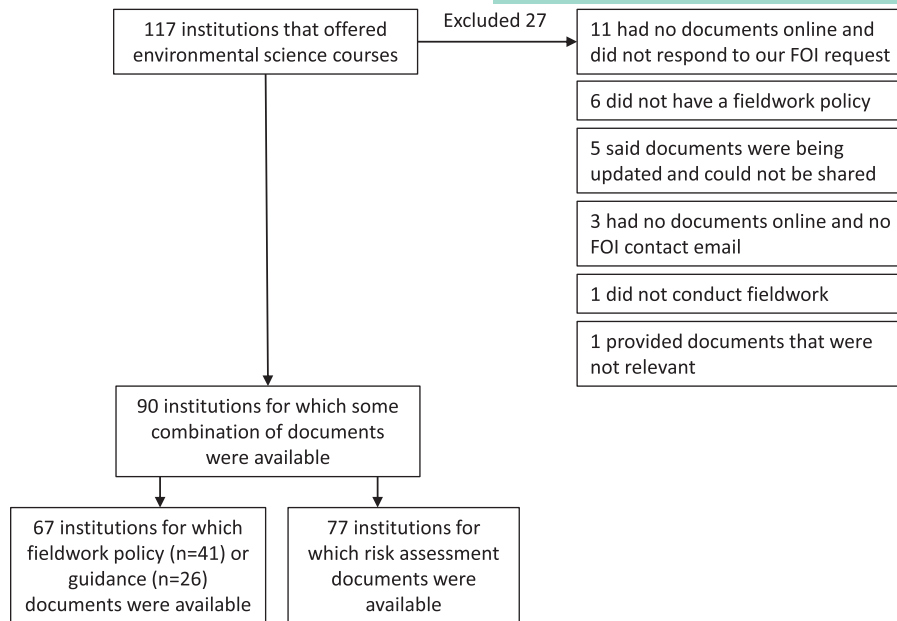 117 institutions that offered
environmental science courses
Excluded 27
11 had no documents online and
did not respond to our FOI request
6 did not have a fieldwork policy
5 said documents were being
updated and could not be shared
3 had no documents online and no
FOI contact email
1 did not conduct fieldwork
1 provided documents that were
not relevant
90 institutions for which some
combination of documents
were available
67 institutions for which
fieldwork policy (n=41) or
guidance (n=26)
documents were available
77 institutions for
which risk assessment
documents were
available